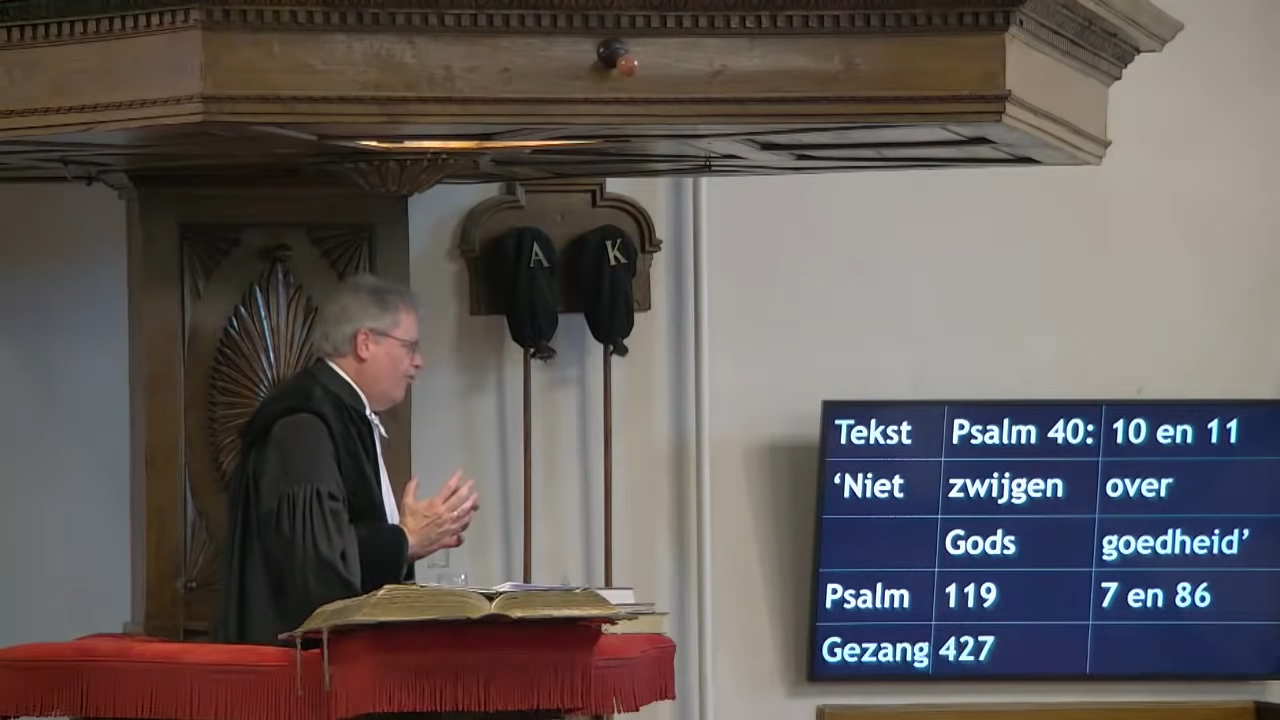 A
K
Tekst Psalm 40: 10 en 11
‘Niet zwijgen over
Gods goedheid’
Psalm 119 7 en 86
Gezang 427